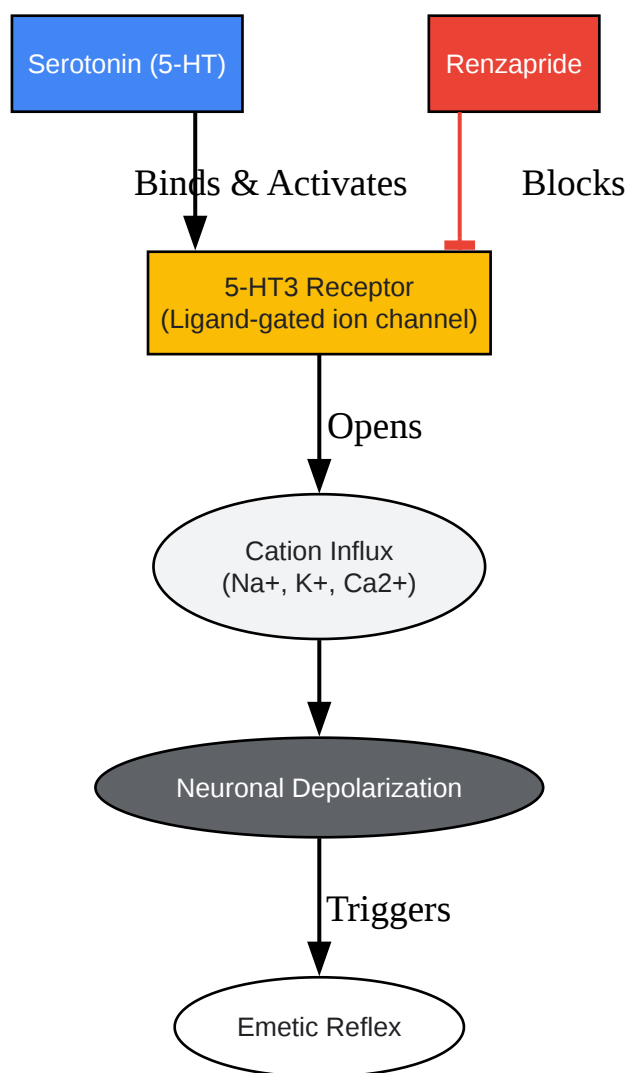 Serotonin (5-HT)
Renzapride
Binds & Activates
Blocks
5-HT3 Receptor
(Ligand-gated ion channel)
Opens
Cation Influx
(Na+, K+, Ca2+)
Neuronal Depolarization
Triggers
Emetic Reflex